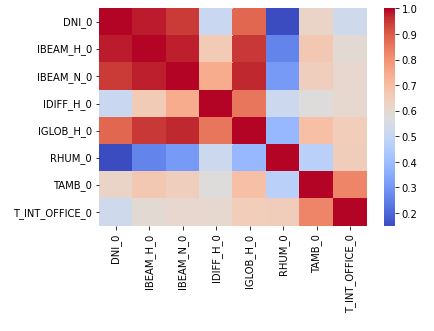 DNI_0
IBEAM_H_0
IBEAM_N_0
IDIFF_H_0
IGLOB_H_0
RHUM_0
TAMB_0
T_INT_OFFICE_0
DNI_0
IBEAM_H_0
IBEAM_N_0
IDIFF_H_0
IGLOB_H_0
RHUM_0
TAMB_0
T_INT_OFFICE_0
1.0
0.9
0.8
0.7
0.6
0.5
0.4
0.3
0.2